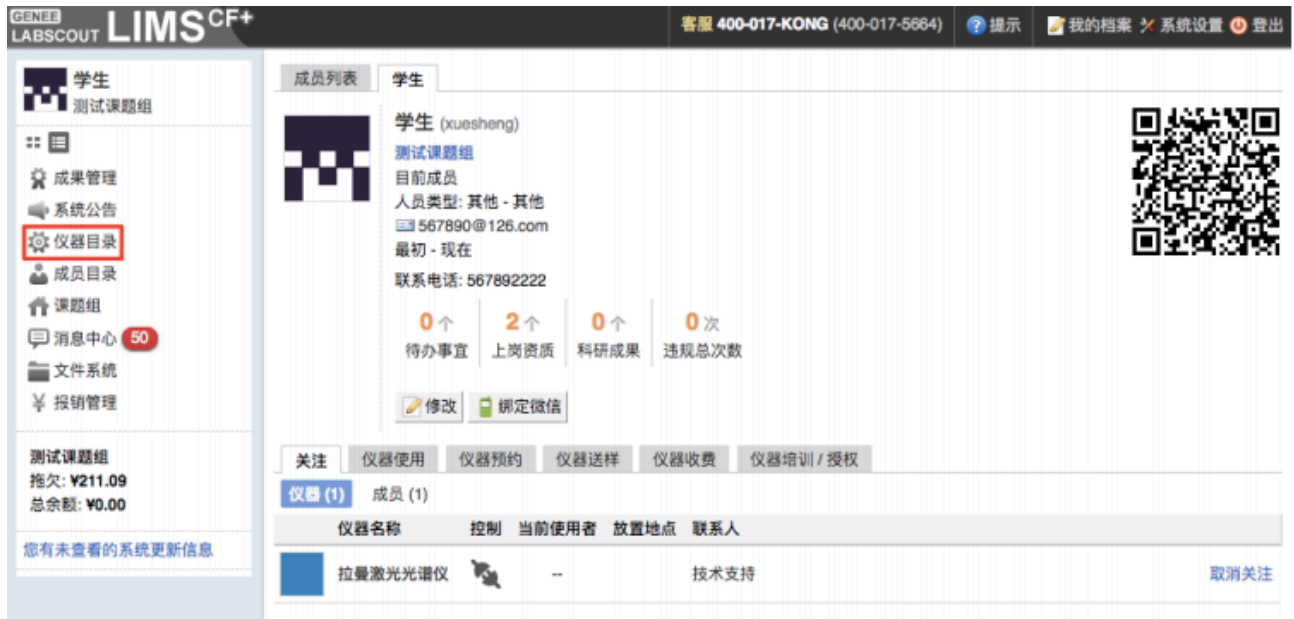 GENEE
LABSCOUT LIMS CF+
客服 400-017-KONG (400-017-5664) 提示 我的档案 系统设置 登出
学生
测试课题组
成果管理
系统公告
仪器目录
成员目录
课题组
消息中心 50
文件系统
¥ 报销管理
测试课题组
拖欠: ¥211.09
总余额: ¥0.00
您有未查看的系统更新信息
成员列表 学生
学生 (xuesheng)
测试课题组
目前成员
人员类型: 其他 - 其他
567890@126.com
最初 - 现在
联系电话: 567892222
0 个 2 个 0 个 0 次
待办事宜 上岗资质 科研成果 违规总次数
修改 绑定微信
关注 仪器使用 仪器预约 仪器送样 仪器收费 仪器培训 / 授权
仪器 (1) 成员 (1)
仪器名称 控制 当前使用者 放置地点 联系人
拉曼激光光谱仪 -- 技术支持 取消关注